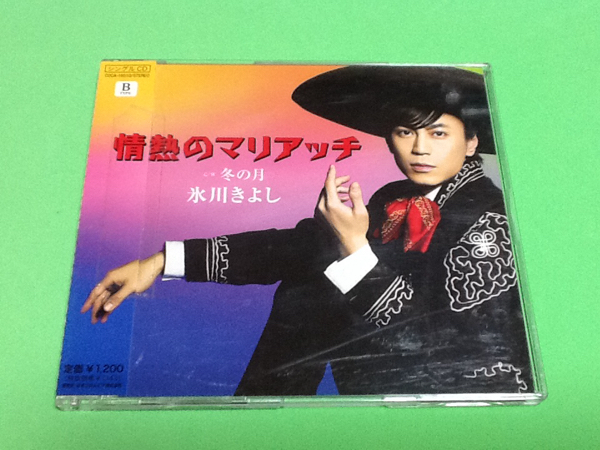 シングルCD
B
TYPE
情熱のマリアッチ
冬の月
氷川きよし
定価¥1,200